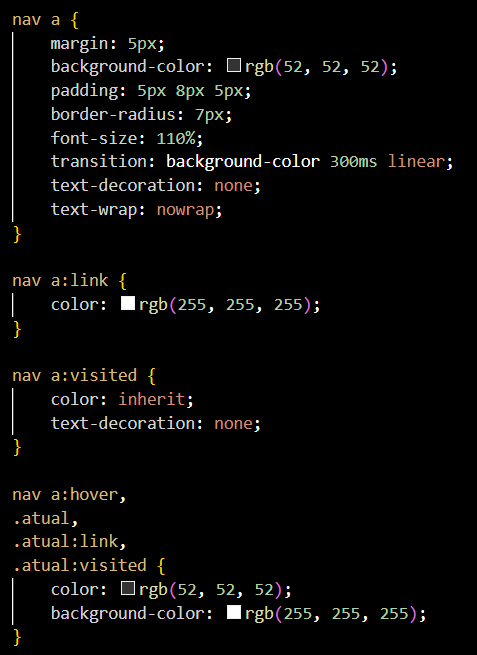 nav a {
    margin: 5px;
    background-color: rgb(52, 52, 52);
    padding: 5px 8px 5px;
    border-radius: 7px;
    font-size: 110%;
    transition: background-color 300ms linear;
    text-decoration: none;
    text-wrap: nowrap;
}

nav a:link {
    color: rgb(255, 255, 255);
}

nav a:visited {
    color: inherit;
    text-decoration: none;
}

nav a:hover,
.atual,
.atual:link,
.atual:visited {
    color: rgb(52, 52, 52);
    background-color: rgb(255, 255, 255);
}